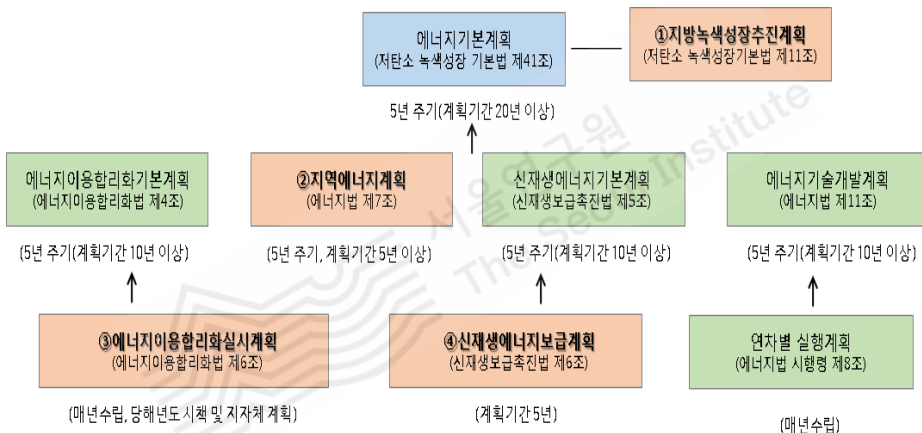 에너지기본계획
(저탄소 녹색성장 기본법 제41조)
①지방녹색성장추진계획
(저탄소 녹색성장기본법 제11조)
5년 주기(계획기간 20년 이상)
에너지이용합리화기본계획
(에너지이용합리화법 제4조)
②지역에너지계획
(에너지법 제7조)
신재생에너지기본계획
(신재생보급촉진법 제5조)
에너지기술개발계획
(에너지법 제11조)
(5년 주기(계획기간 10년 이상)
(5년 주기, 계획기간 5년 이상)
(5년 주기(계획기간 10년 이상)
(5년 주기(계획기간 10년 이상)
③에너지이용합리화실시계획
(에너지이용합리화법 제6조)
④신재생에너지보급계획
(신재생보급촉진법 제6조)
연차별 실행계획
(에너지법 시행령 제8조)
(매년수립, 당해년도 시책 및 지자체 계획)
(계획기간 5년)
(매년수립)
서울연구원
The Seoul Institute